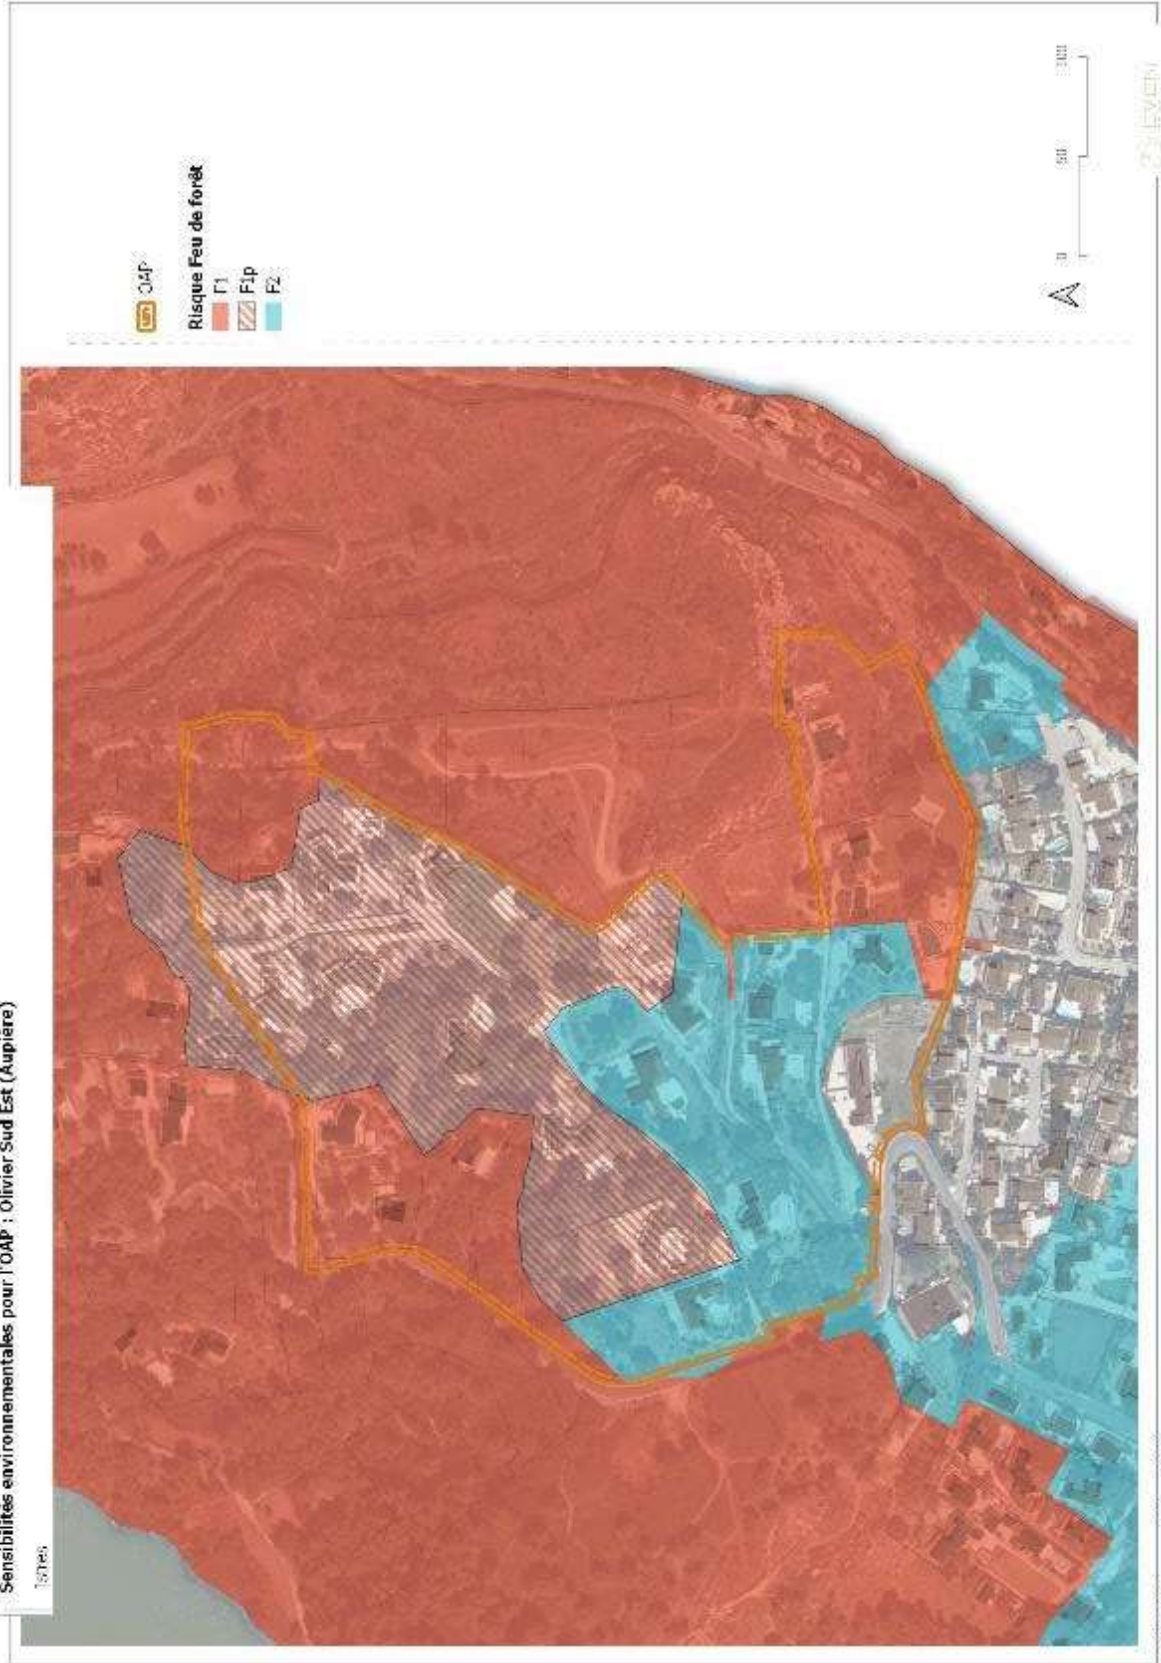 Sensibilités environnementales pour l'OAP : Olivier Sud Est (Aupière)
Istres
OAP
Risque Feu de forêt
F1
F1p
F2
0 50 100